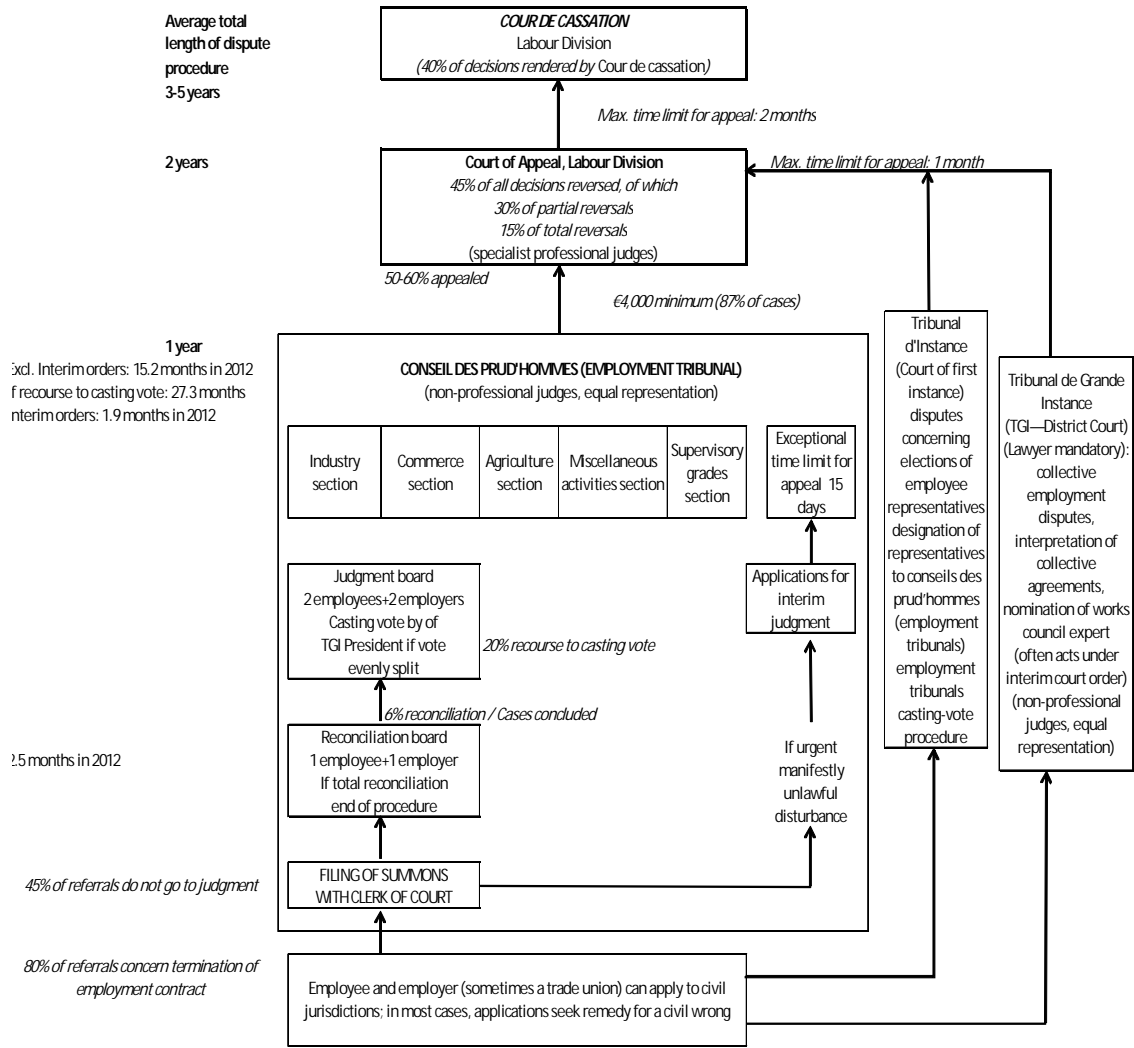 Average total
length of dispute
procedure
3-5 years
COUR DE CASSATION
Labour Division
(40% of decisions rendered by Cour de cassation)
Max. time limit for appeal: 2 months
2 years
Court of Appeal, Labour Division
45% of all decisions reversed, of which
30% of partial reversals
15% of total reversals
(specialist professional judges)
Max. time limit for appeal: 1 month
50-60% appealed
€4,000 minimum (87% of cases)
1 year
Excl. Interim orders: 15.2 months in 2012
f recourse to casting vote: 27.3 months
nterim orders: 1.9 months in 2012
CONSEIL DES PRUD'HOMMES (EMPLOYMENT TRIBUNAL)
(non-professional judges, equal representation)
Industry
section
Commerce
section
Agriculture
section
Miscellaneous
activities section
Supervisory
grades
section
Exceptional
time limit for
appeal 15
days
Judgment board
2 employees+2 employers
Casting vote by of
TGI President if vote
evenly split
20% recourse to casting vote
Applications for
interim
judgment
6% reconciliation / Cases concluded
Reconciliation board
1 employee+1 employer
If total reconciliation
end of procedure
2.5 months in 2012
If urgent
manifestly
unlawful
disturbance
45% of referrals do not go to judgment
FILING OF SUMMONS
WITH CLERK OF COURT
80% of referrals concern termination of
employment contract
Employee and employer (sometimes a trade union) can apply to civil
jurisdictions; in most cases, applications seek remedy for a civil wrong
Tribunal
d'Instance
(Court of first
instance)
disputes
concerning
elections of
employee
representatives
designation of
representatives
to conseils des
prud'hommes
(employment
tribunals)
employment
tribunals
casting-vote
procedure
Tribunal de Grande
Instance
(TGI—District Court)
(Lawyer mandatory):
collective
employment
disputes,
interpretation of
collective
agreements,
nomination of works
council expert
(often acts under
interim court order)
(non-professional
judges, equal
representation)